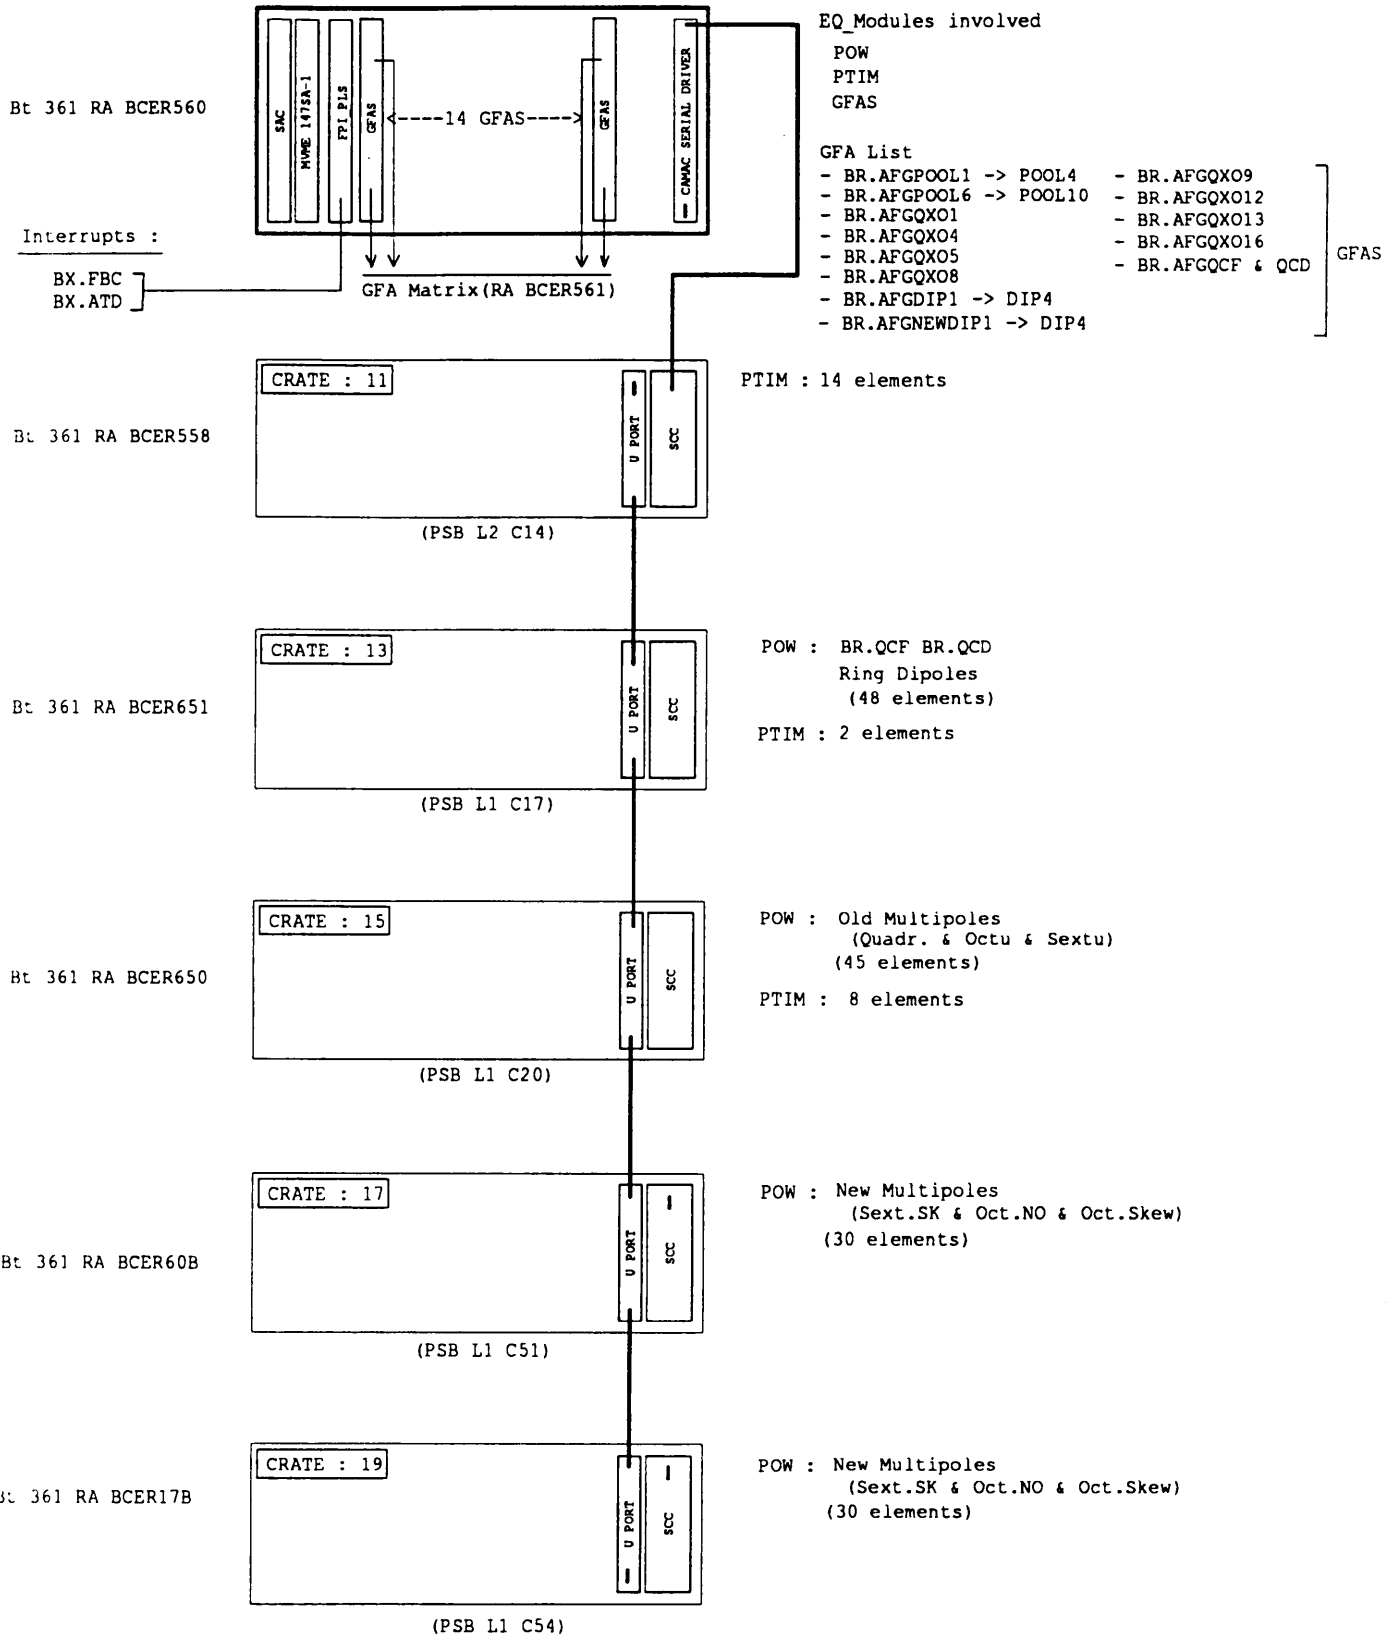 EQ_Modules involved
POW
PTIM
GFAS
Bt 361 RA BCER560
SAC
MVME 147SA-1
FPI_PLS
GFAS
<----14 GFAS---->
GFAS
CAMAC SERIAL DRIVER
GFA List
- BR.AFGPOOL1 -> POOL4
- BR.AFGPOOL6 -> POOL10
- BR.AFGQXO1
- BR.AFGQXO4
- BR.AFGQXO5
- BR.AFGQXO8
- BR.AFGDIP1 -> DIP4
- BR.AFGNEWDIP1 -> DIP4
- BR.AFGQXO9
- BR.AFGQXO12
- BR.AFGQXO13
- BR.AFGQXO16
- BR.AFGQCF & QCD
GFAS
Interrupts :
BX.FBC
BX.ATD
GFA Matrix(RA BCER561)
CRATE : 11
PTIM : 14 elements
Bt 361 RA BCER558
U PORT
SCC
(PSB L2 C14)
CRATE : 13
POW : BR.QCF BR.QCD
Ring Dipoles
(48 elements)
Bt 361 RA BCER651
U PORT
SCC
PTIM : 2 elements
(PSB L1 C17)
CRATE : 15
POW : Old Multipoles
(Quadr. & Octu & Sextu)
(45 elements)
Bt 361 RA BCER650
U PORT
SCC
PTIM : 8 elements
(PSB L1 C20)
CRATE : 17
POW : New Multipoles
(Sext.SK & Oct.NO & Oct.Skew)
(30 elements)
Bt 361 RA BCER60B
U PORT
SCC
(PSB L1 C51)
CRATE : 19
POW : New Multipoles
(Sext.SK & Oct.NO & Oct.Skew)
(30 elements)
Bt 361 RA BCER17B
U PORT
SCC
(PSB L1 C54)